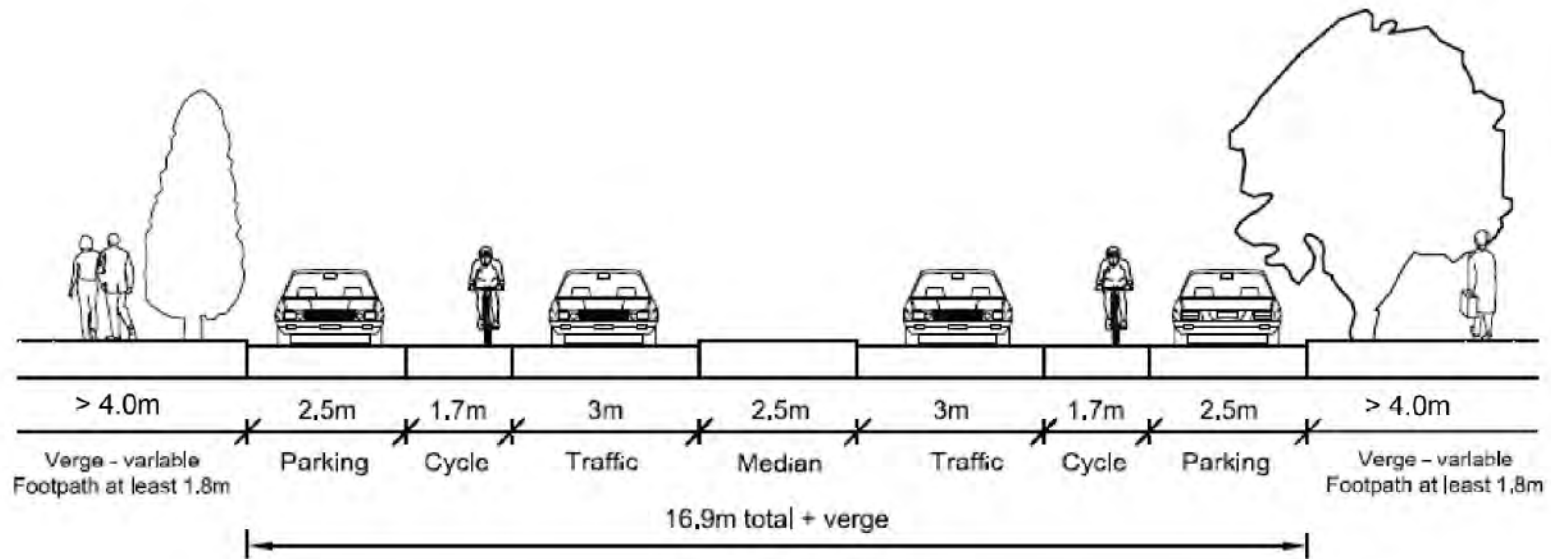 > 4.0m 2.5m 1.7m 3m 2.5m 3m 1.7m 2.5m > 4.0m
Verge - variable Parking Cycle Traffic Median Traffic Cycle Parking Verge - variable
Footpath at least 1.8m Footpath at least 1.8m
16.9m total + verge